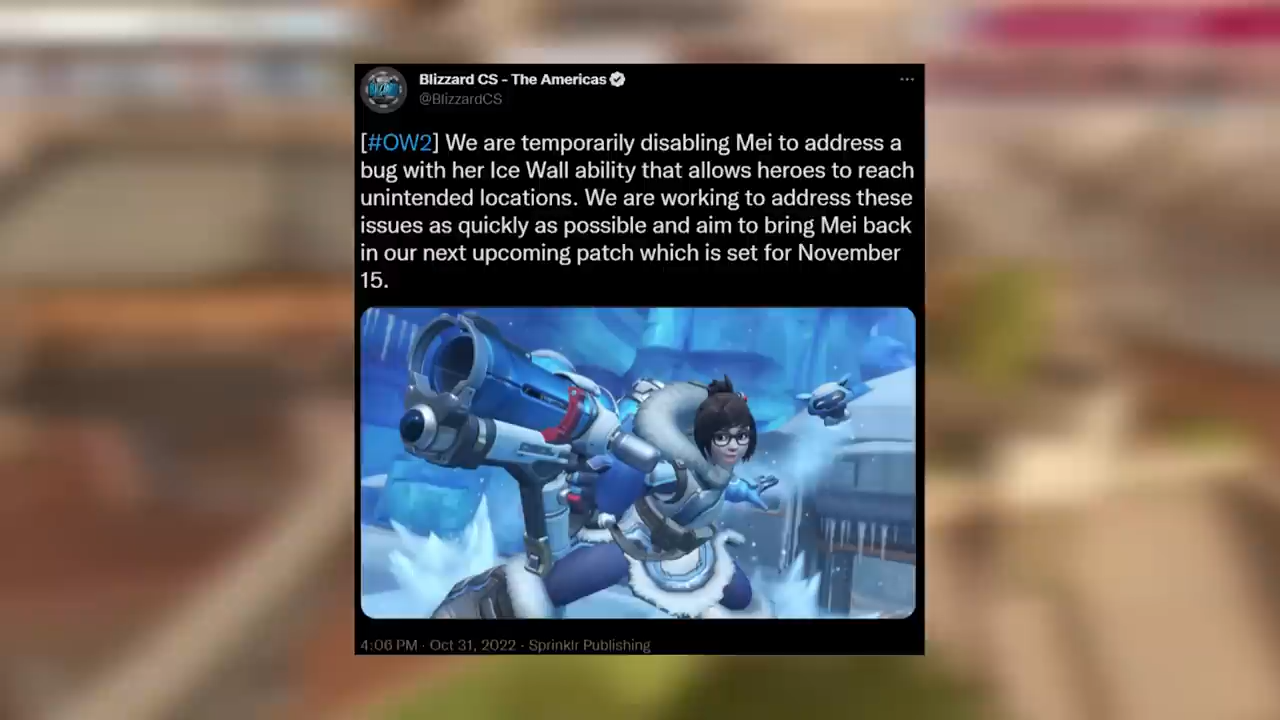 Blizzard CS - The Americas
@BlizzardCS
[#OW2] We are temporarily disabling Mei to address a
bug with her Ice Wall ability that allows heroes to reach
unintended locations. We are working to address these
issues as quickly as possible and aim to bring Mei back
in our next upcoming patch which is set for November
15.
4:06 PM · Oct 31, 2022 · Sprinklr Publishing